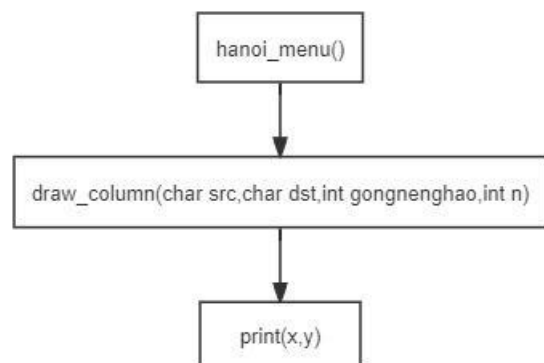 hanoi_menu()
draw_column(char src,char dst,int gongnenghao,int n)
print(x,y)